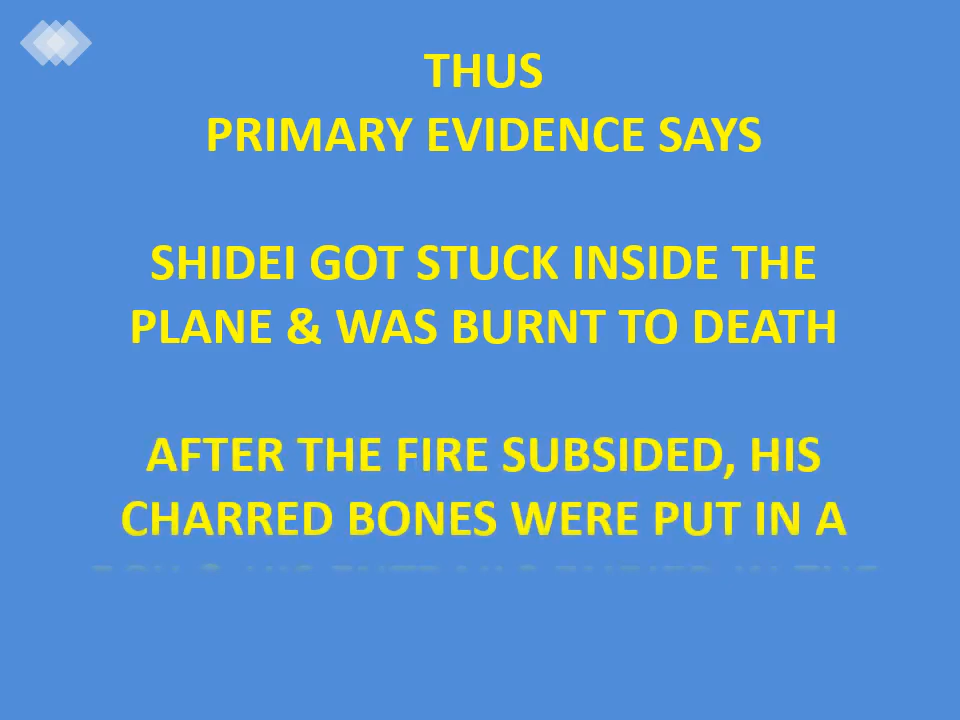 THUS
PRIMARY EVIDENCE SAYS
SHIDEI GOT STUCK INSIDE THE
PLANE & WAS BURNT TO DEATH
AFTER THE FIRE SUBSIDED, HIS
CHARRED BONES WERE PUT IN A